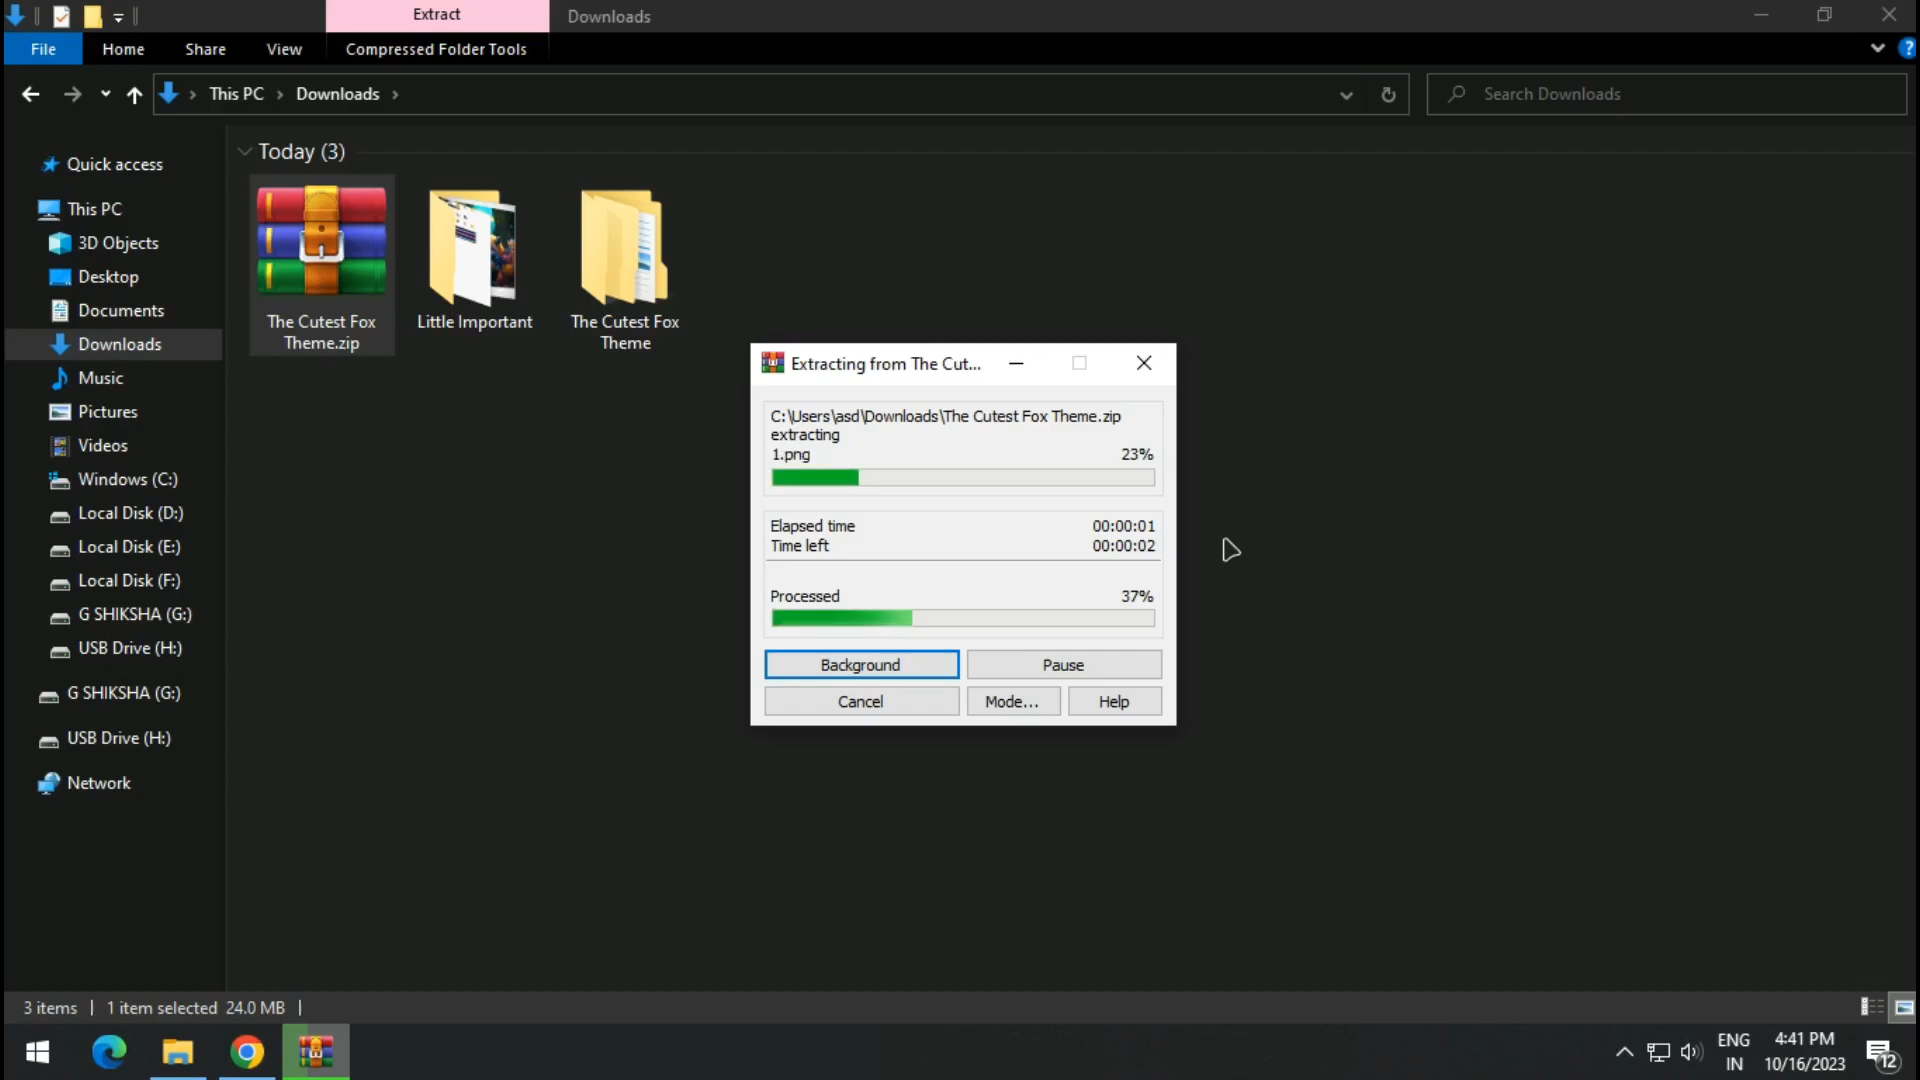 Extract
Downloads
File
Home
Share
View
Compressed Folder Tools
?
This PC
Downloads
Search Downloads
Quick access
This PC
3D Objects
Desktop
Documents
Downloads
Music
Pictures
Videos
Windows (C:)
Local Disk (D:)
Local Disk (E:)
Local Disk (F:)
G SHIKSHA (G:)
USB Drive (H:)
G SHIKSHA (G:)
USB Drive (H:)
Network
Today (3)
The Cutest Fox
Theme.zip
Little Important
The Cutest Fox
Theme
Extracting from The Cut...
C:\Users\asd\Downloads\The Cutest Fox Theme.zip
extracting
1.png 23%
Elapsed time 00:00:01
Time left 00:00:02
Processed 37%
Background
Pause
Cancel
Mode...
Help
3 items
1 item selected 24.0 MB
ENG
IN
4:41 PM
10/16/2023
12